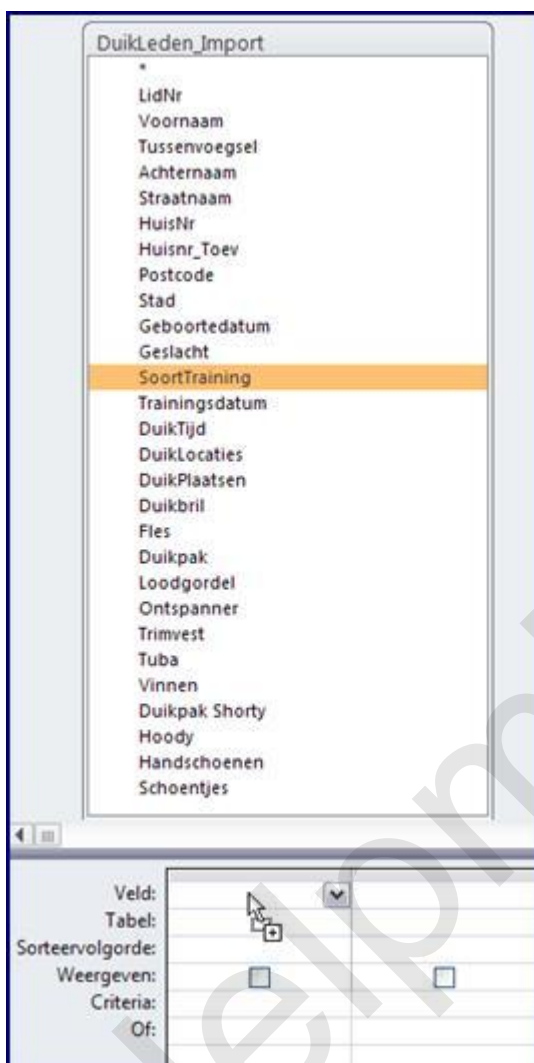 DuikLeden_Import
*
LidNr
Voornaam
Tussenvoegsel
Achternaam
Straatnaam
HuisNr
Huisnr_Toev
Postcode
Stad
Geboortedatum
Geslacht
SoortTraining
Trainingsdatum
DuikTijd
DuikLocaties
DuikPlaatsen
Duikbril
Fles
Duikpak
Loodgordel
Ontspanner
Trimvest
Tuba
Vinnen
Duikpak Shorty
Hoody
Handschoenen
Schoentjes
Veld:
Tabel:
Sorteervolgorde:
Weergeven:
Criteria:
Of: